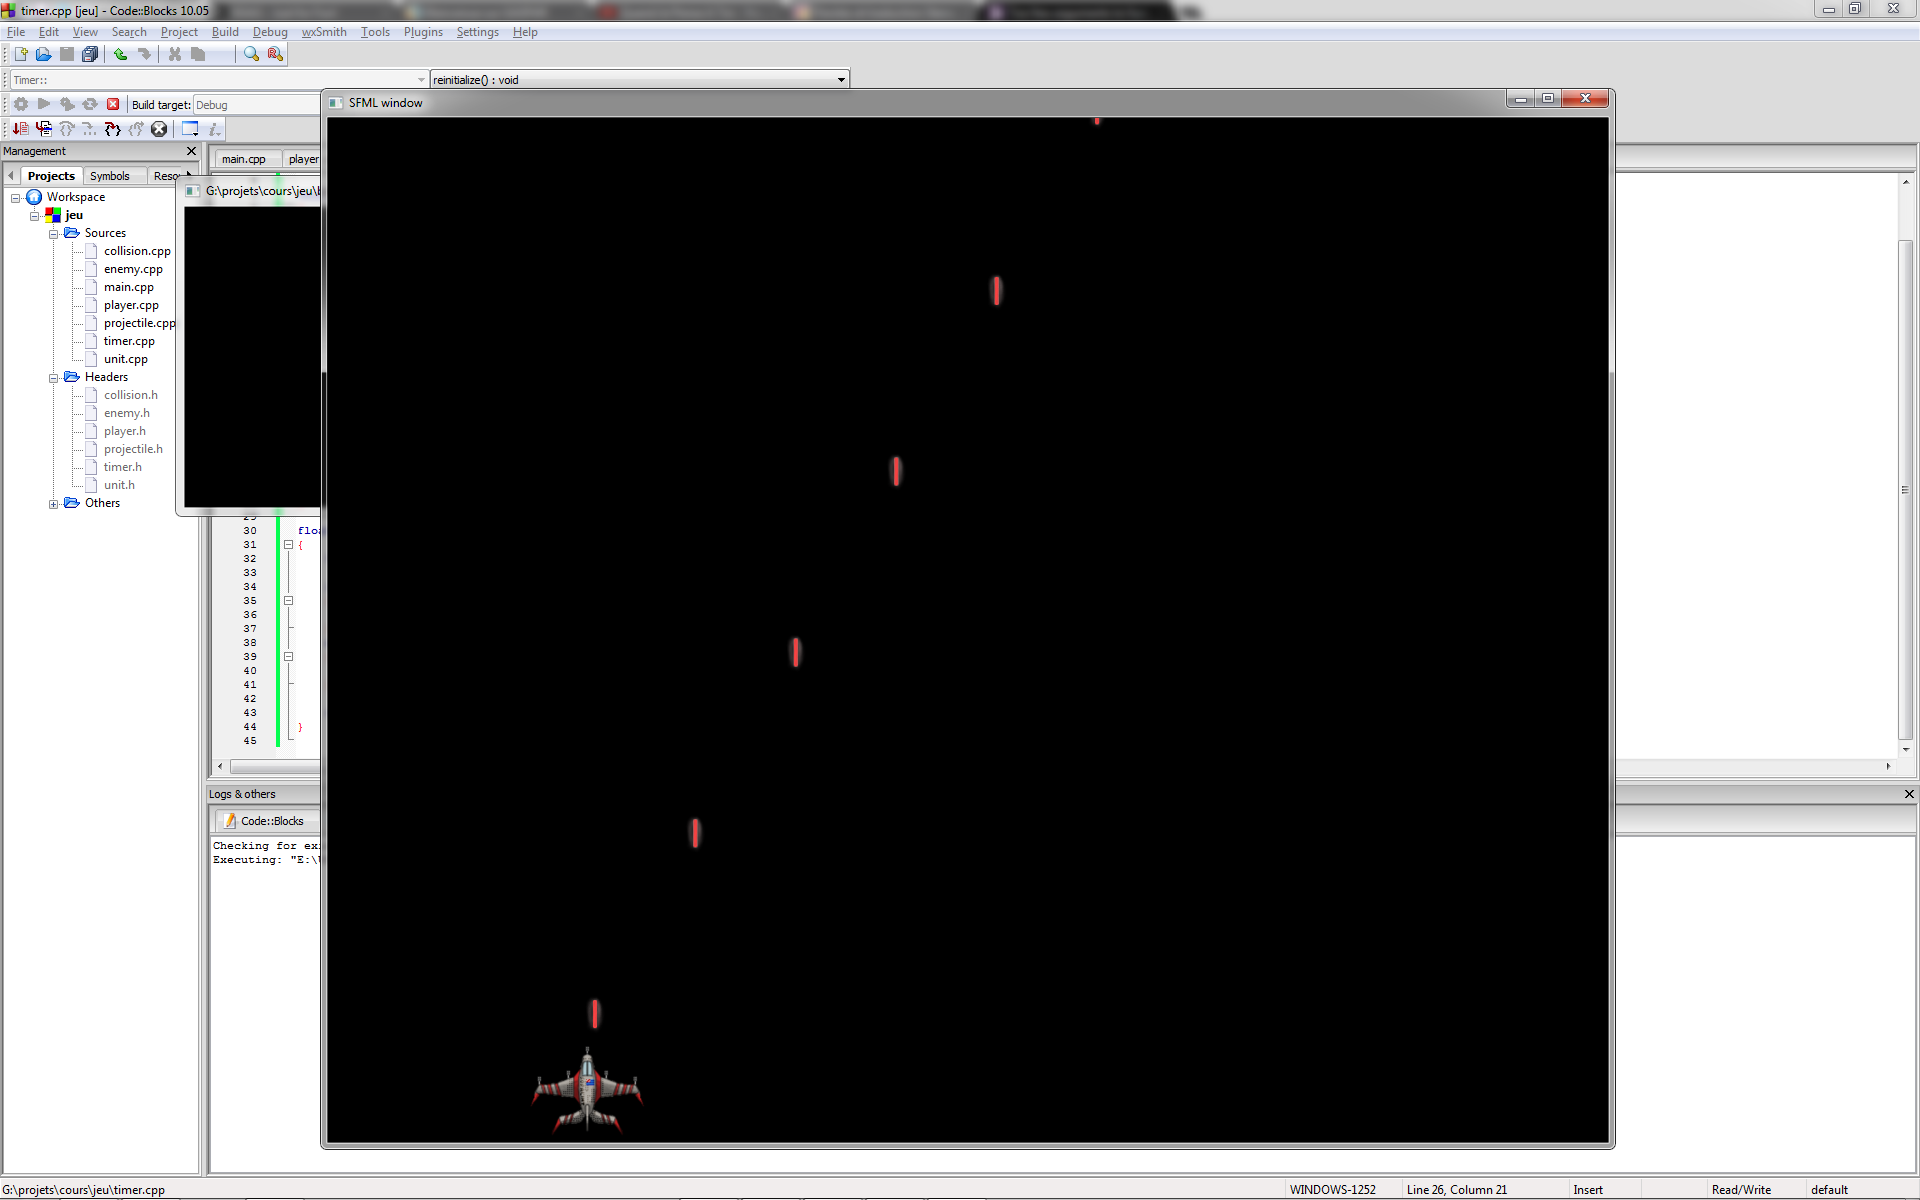 timer.cpp [jeu] - Code::Blocks 10.05
File Edit View Search Project Build Debug wxSmith Tools Plugins Settings Help
Timer:: reinitialize() : void
Build target: Debug
SFML window
Management
main.cpp player
Projects Symbols Reso
G:\projets\cours\jeu\b
Workspace
jeu
Sources
collision.cpp
enemy.cpp
main.cpp
player.cpp
projectile.cpp
timer.cpp
unit.cpp
Headers
collision.h
enemy.h
player.h
projectile.h
timer.h
unit.h
Others
29
30 floa
31 {
32
33
34
35
36
37
38
39
40
41
42
43
44 }
45
Logs & others
Code::Blocks
Checking for exi
Executing: "E:\
G:\projets\cours\jeu\timer.cpp WINDOWS-1252 Line 26, Column 21 Insert Read/Write default